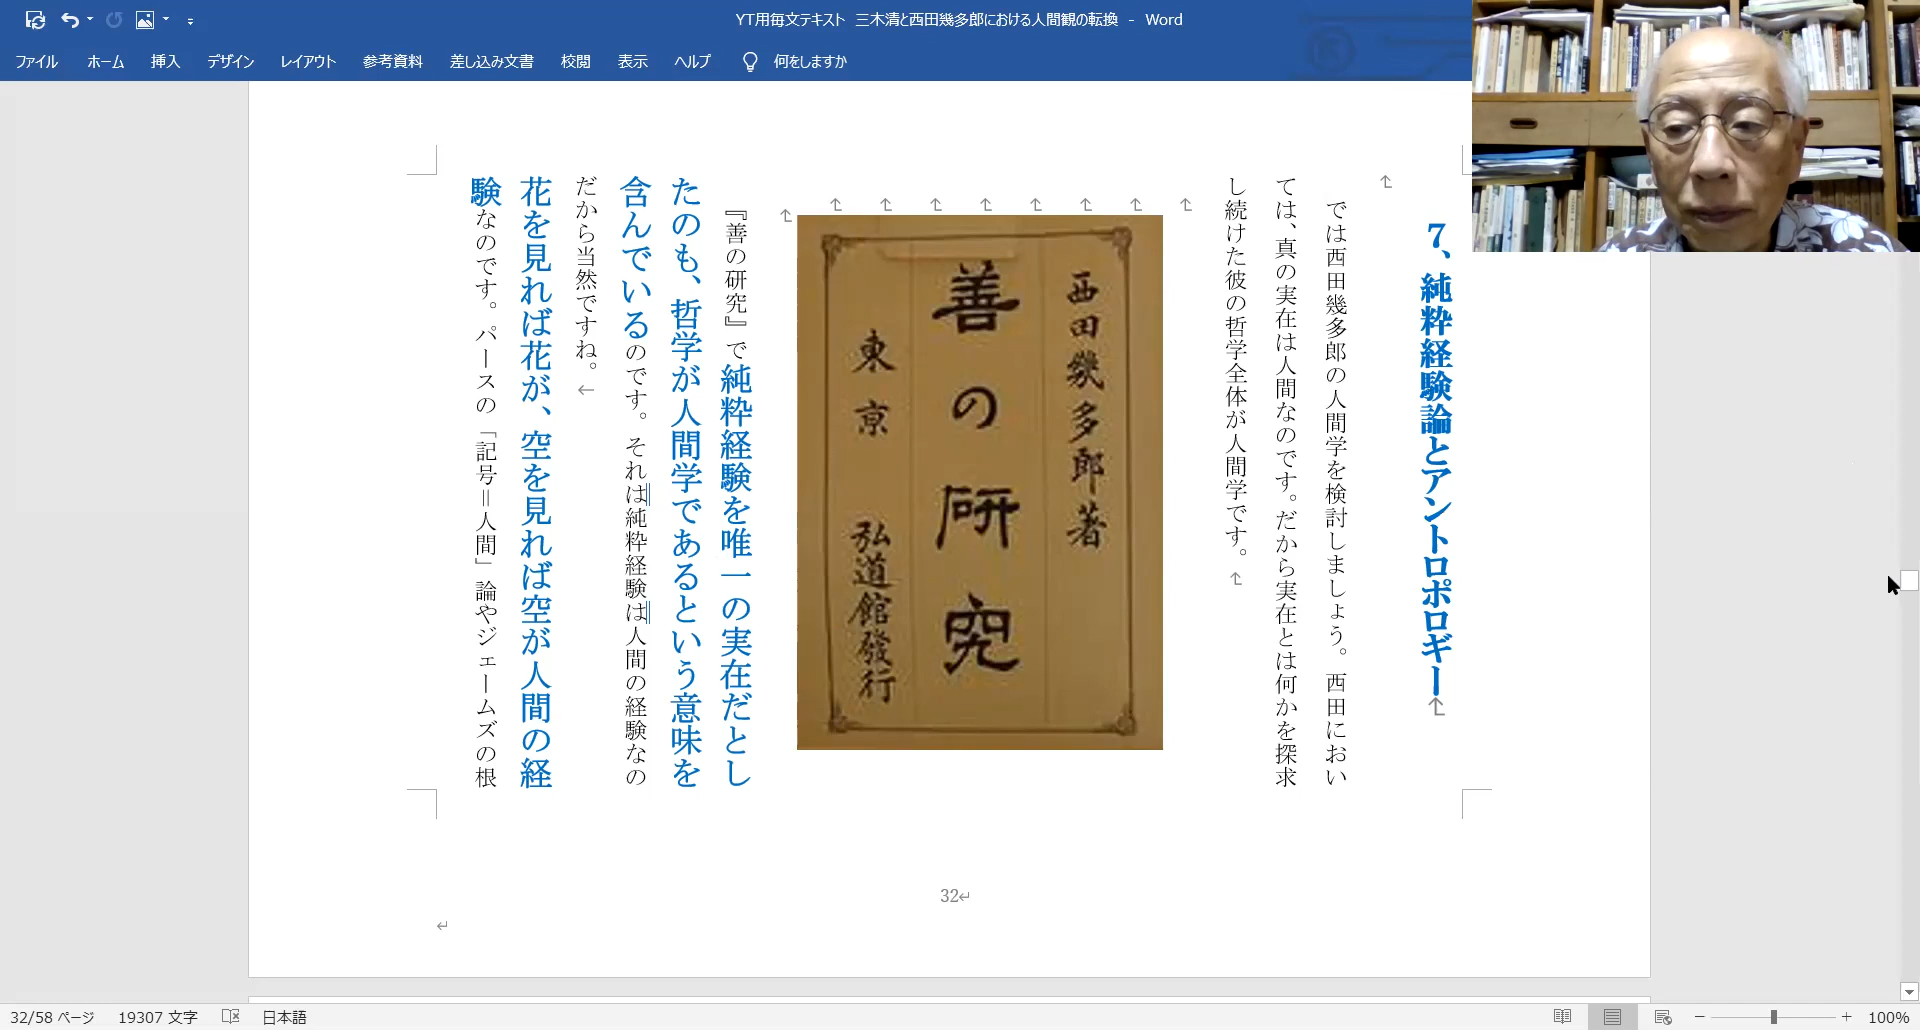 YT用毎文テキスト 三木清と西田幾多郎における人間観の転換 - Word
ファイル ホーム 挿入 デザイン レイアウト 参考資料 差し込み文書 校閲 表示 ヘルプ 何をしますか
7、純粋経験論とアントロポロギー
では西田幾多郎の人間学を検討しましょう。西田におい
ては、真の実在は人間なのです。だから実在とは何かを探求
し続けた彼の哲学全体が人間学です。
西田幾多郎著
善の研究
東京 弘道館發行
『善の研究』で純粋経験を唯一の実在だとし
たのも、哲学が人間学であるという意味を
含んでいるのです。それは純粋経験は人間の経験なの
だから当然ですね。
花を見れば花が、空を見れば空が人間の経
験なのです。パースの「記号＝人間」論やジェームズの根
32
32/58 ページ 19307 文字 日本語 100%